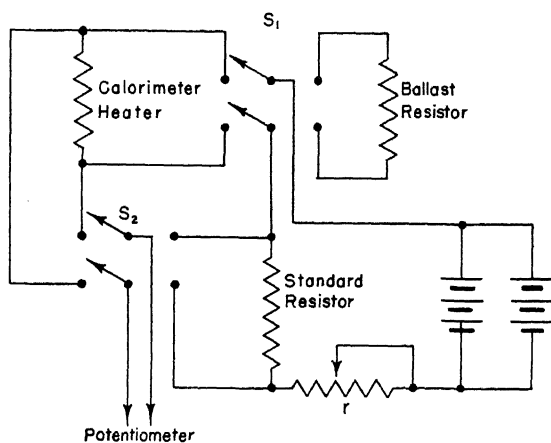 S₁
Calorimeter
Heater
Ballast
Resistor
S₂
Standard
Resistor
r
Potentiometer